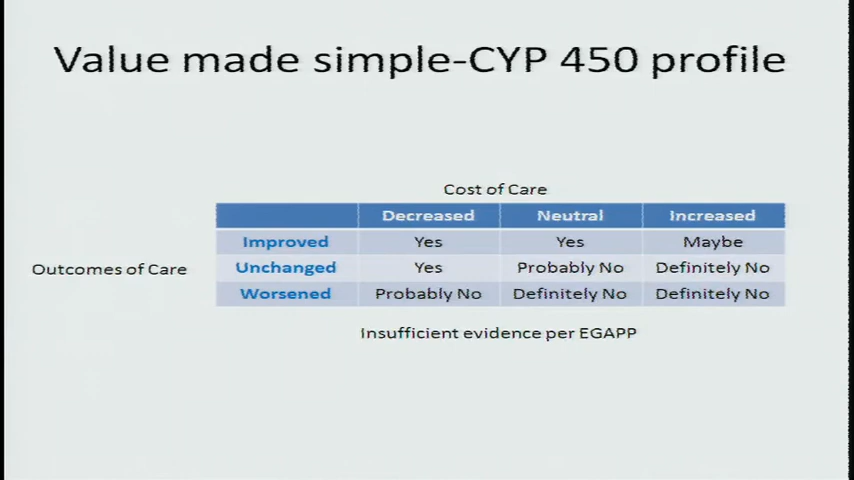 Value made simple-CYP 450 profile
Cost of Care
Decreased Neutral Increased
Improved Yes Yes Maybe
Outcomes of Care
Unchanged Yes Probably No Definitely No
Worsened Probably No Definitely No Definitely No
Insufficient evidence per EGAPP